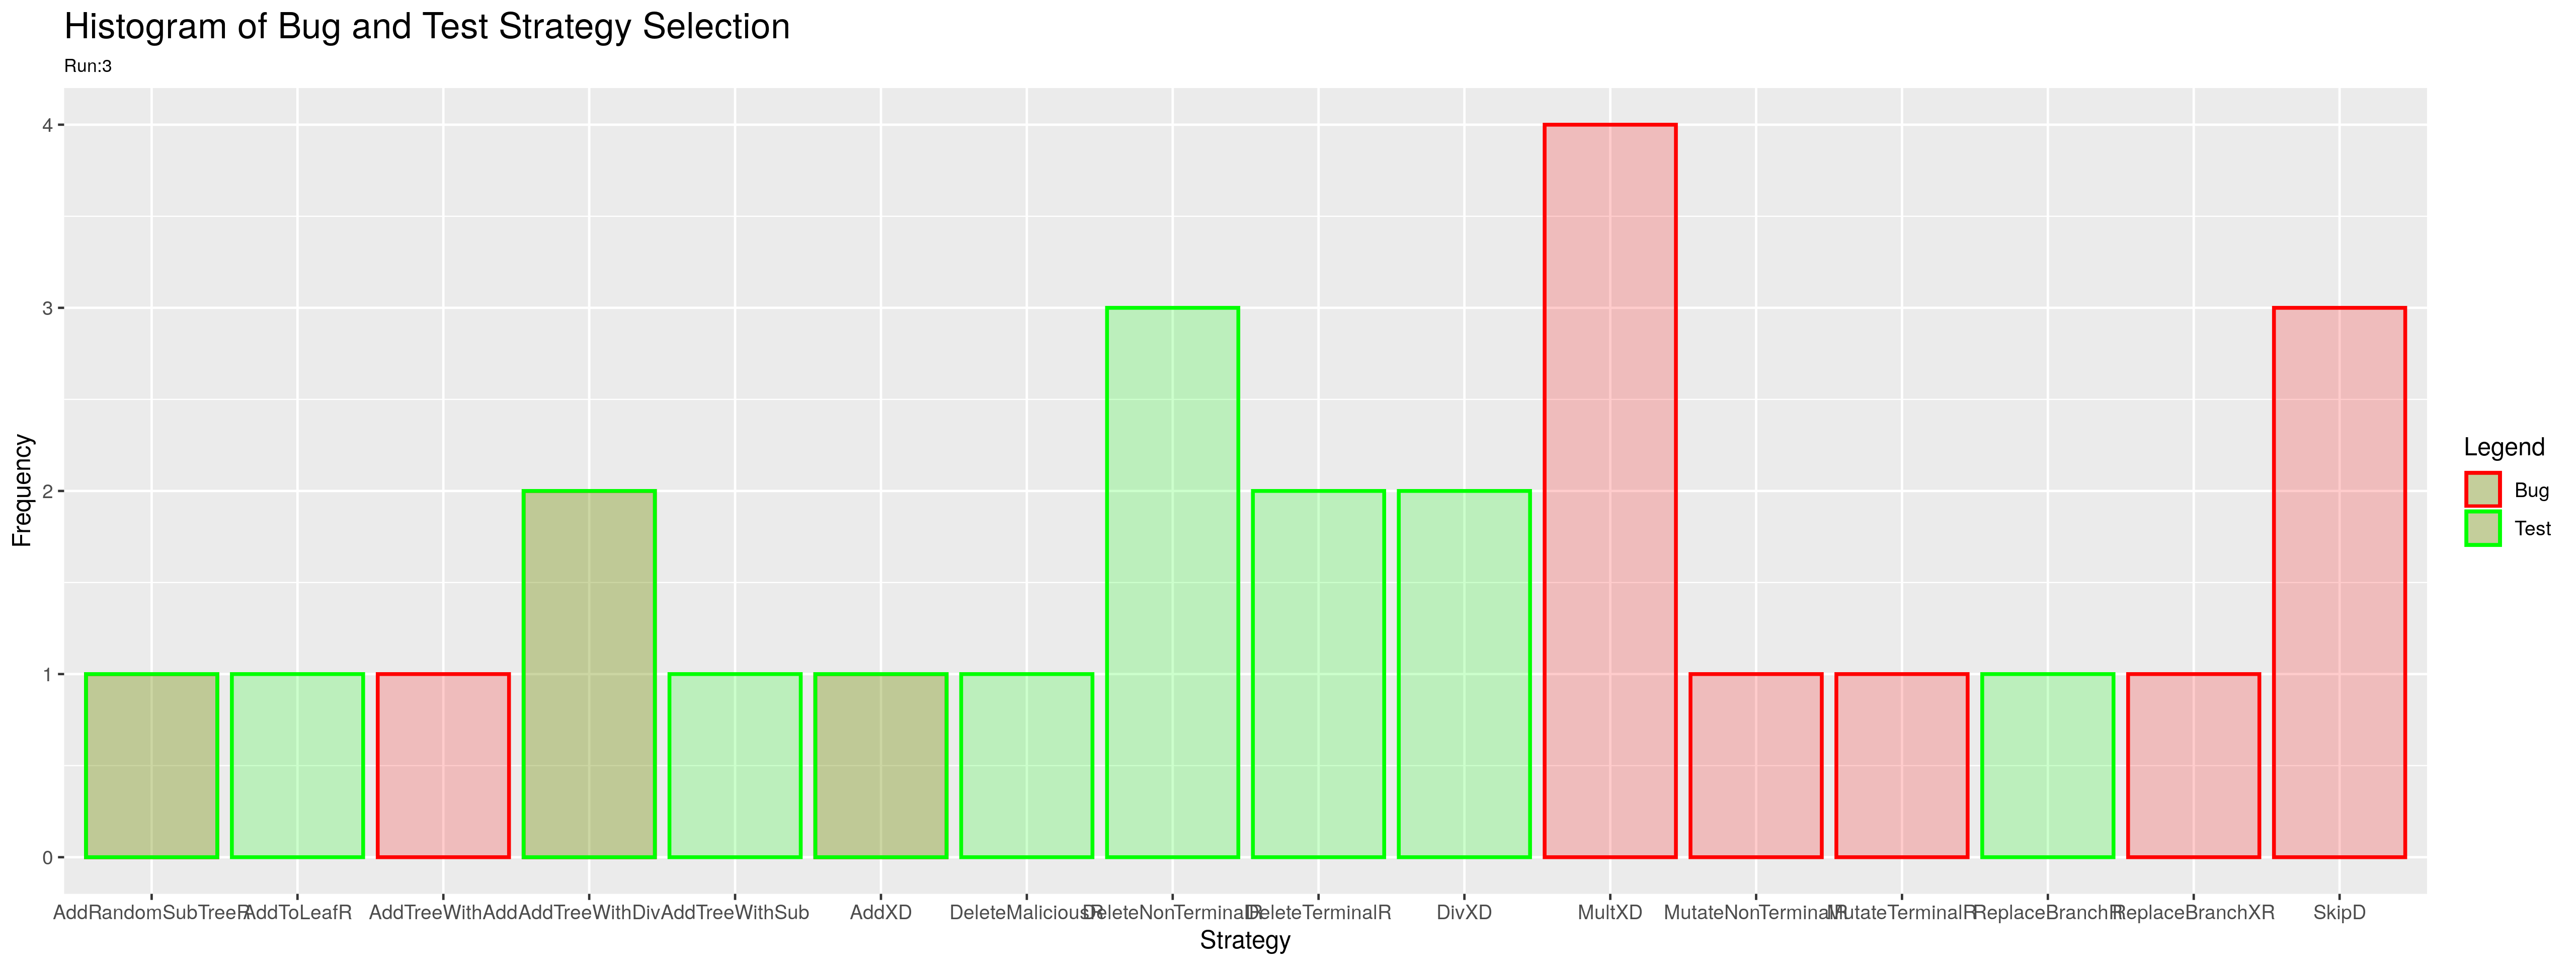 Histogram of Bug and Test Strategy Selection
Run:3
4
3
2
1
0
Frequency
AddRandomSubTreeR AddToLeafR AddTreeWithAdd AddTreeWithDiv AddTreeWithSub AddXD DeleteMaliciousR DeleteNonTerminalR DeleteTerminalR DivXD MultXD MutateNonTerminalR MutateTerminalR ReplaceBranchR ReplaceBranchXR SkipD
Strategy
Legend
Bug
Test